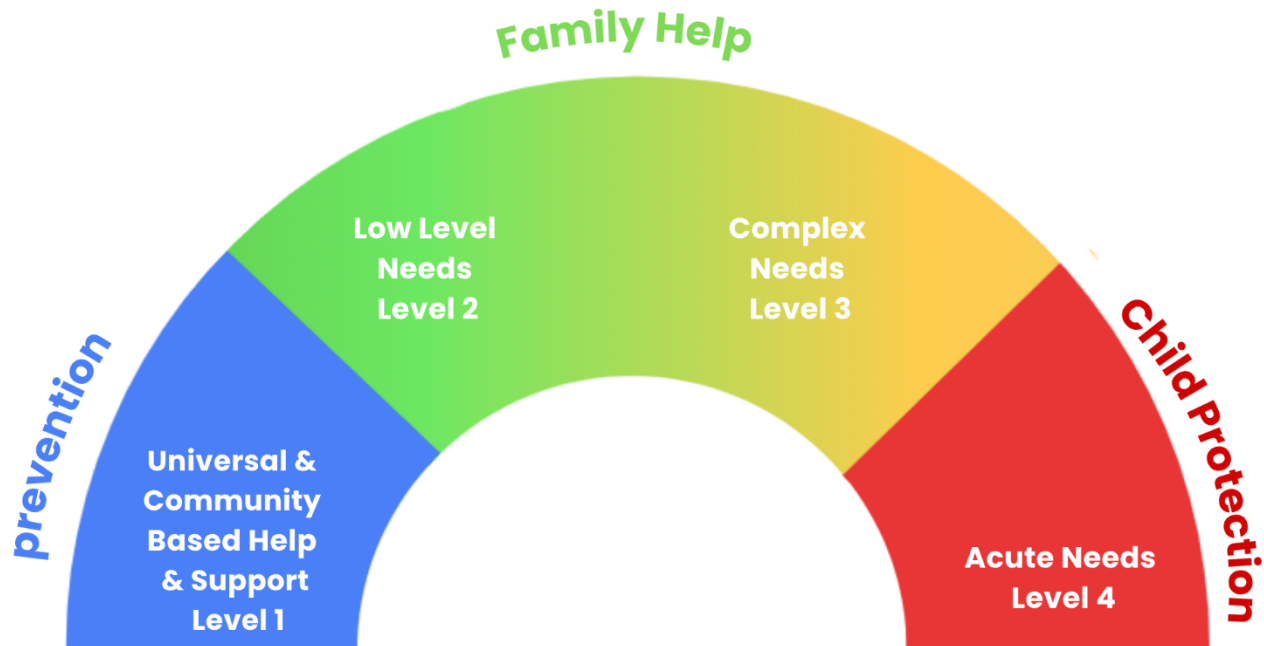 Family Help
Low Level
Needs
Level 2
Complex
Needs
Level 3
prevention
Universal &
Community
Based Help
& Support
Level 1
Child Protection
Acute Needs
Level 4